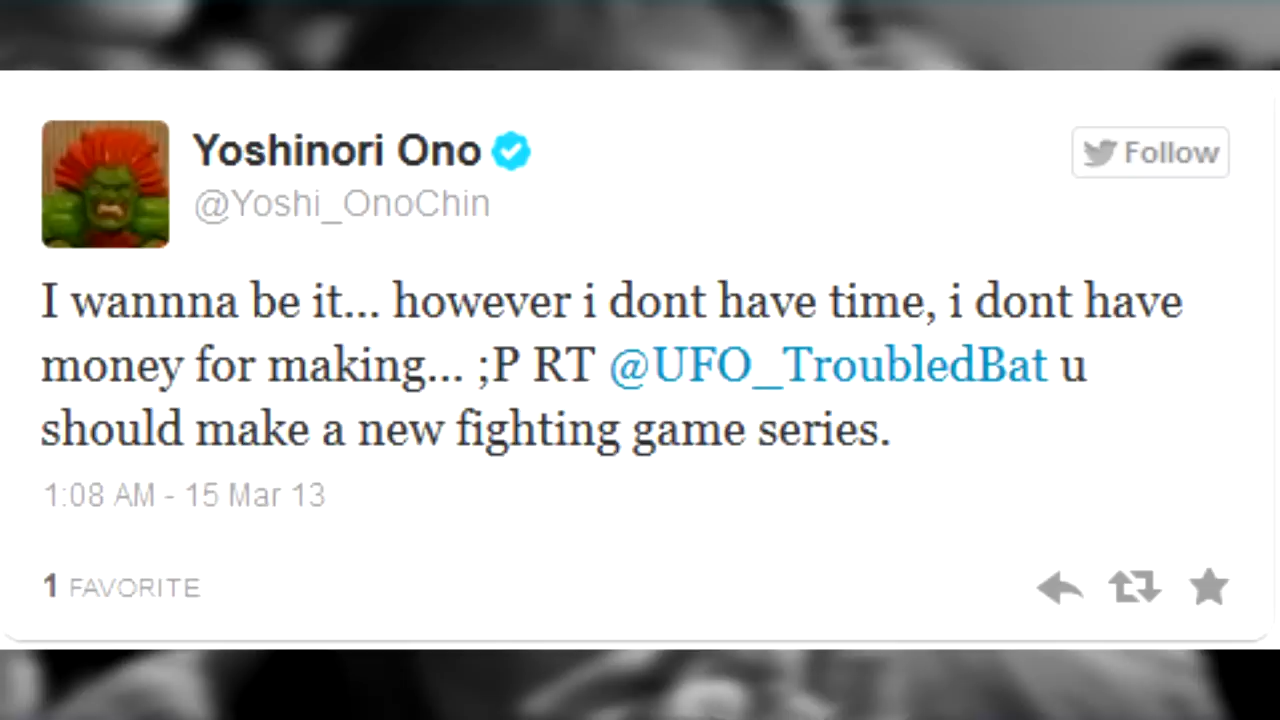 Yoshinori Ono
@Yoshi_OnoChin
Follow
I wannna be it... however i dont have time, i dont have
money for making... ;P RT @UFO_TroubledBat u
should make a new fighting game series.
1:08 AM - 15 Mar 13
1 FAVORITE